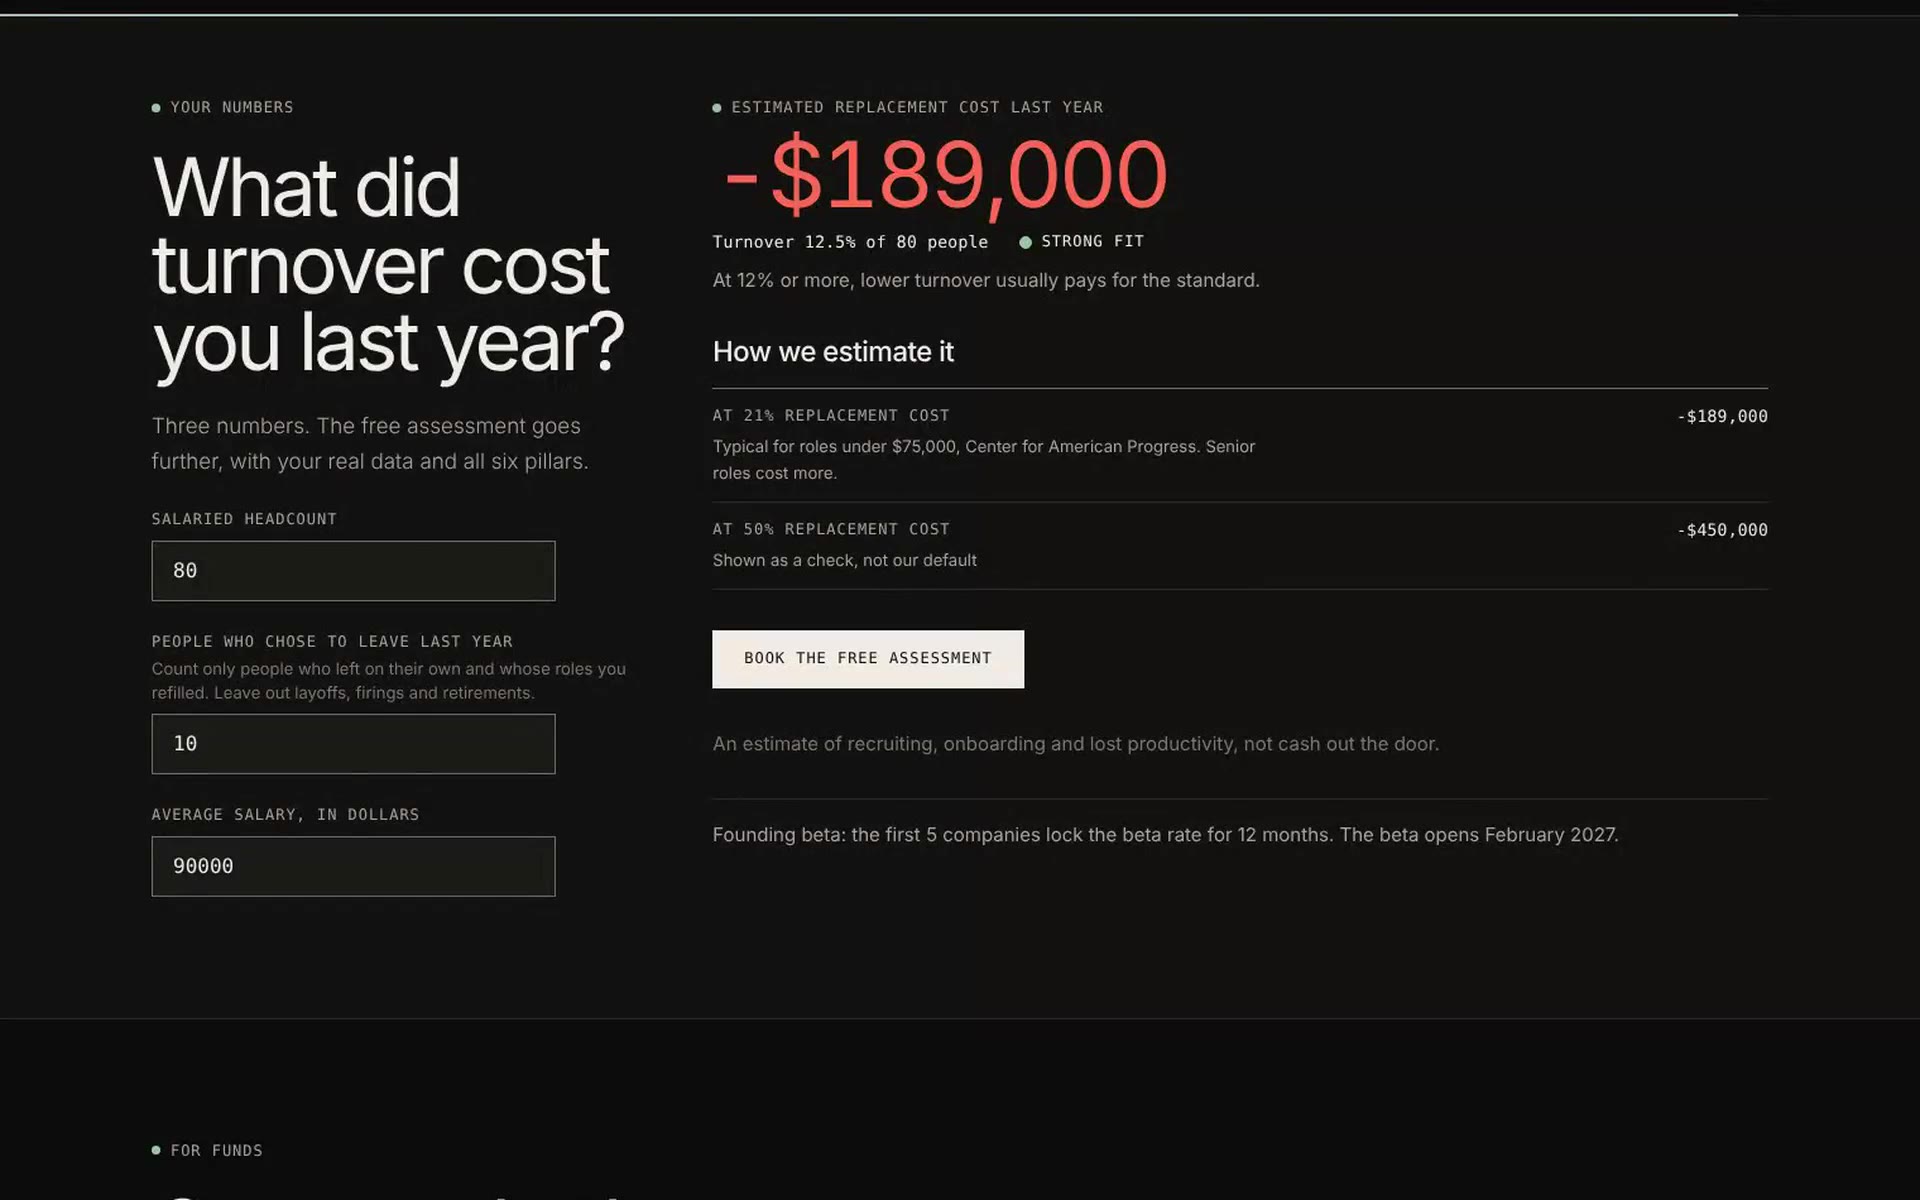 YOUR NUMBERS
What did
turnover cost
you last year?
Three numbers. The free assessment goes
further, with your real data and all six pillars.
SALARIED HEADCOUNT
80
PEOPLE WHO CHOSE TO LEAVE LAST YEAR
Count only people who left on their own and whose roles you
refilled. Leave out layoffs, firings and retirements.
10
AVERAGE SALARY, IN DOLLARS
90000
ESTIMATED REPLACEMENT COST LAST YEAR
-$189,000
Turnover 12.5% of 80 people
STRONG FIT
At 12% or more, lower turnover usually pays for the standard.
How we estimate it
AT 21% REPLACEMENT COST
-$189,000
Typical for roles under $75,000, Center for American Progress. Senior
roles cost more.
AT 50% REPLACEMENT COST
-$450,000
Shown as a check, not our default
BOOK THE FREE ASSESSMENT
An estimate of recruiting, onboarding and lost productivity, not cash out the door.
Founding beta: the first 5 companies lock the beta rate for 12 months. The beta opens February 2027.
FOR FUNDS